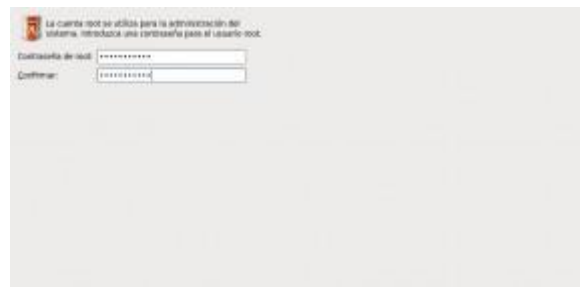 La cuenta root se utiliza para la administración del
sistema. Introduzca una contraseña para el usuario root.
Contraseña de root:
Confirmar: